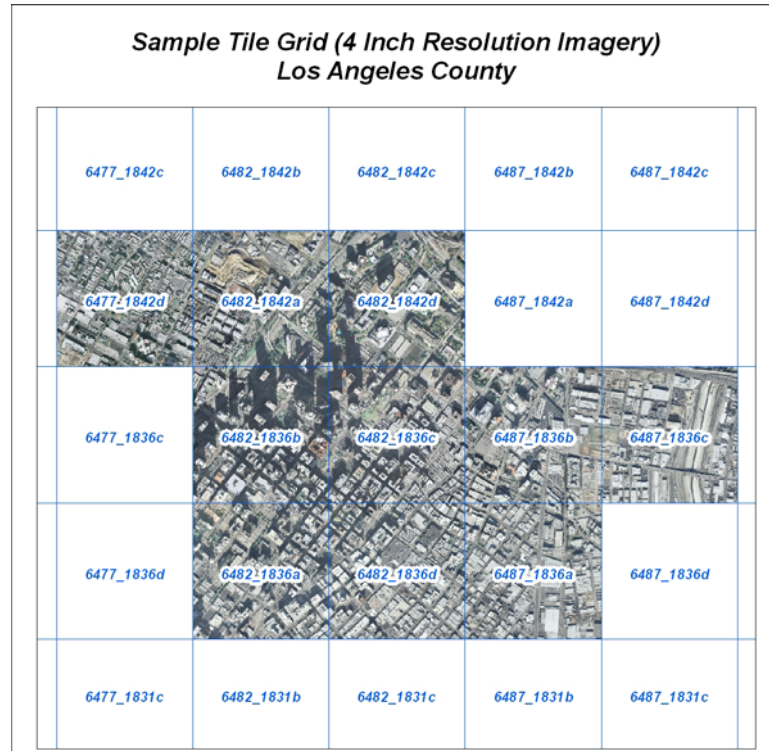 Sample Tile Grid (4 Inch Resolution Imagery)
Los Angeles County
6477_1842c 6482_1842b 6482_1842c 6487_1842b 6487_1842c
6477_1842d 6482_1842a 6482_1842d 6487_1842a 6487_1842d
6477_1836c 6482_1836b 6482_1836c 6487_1836b 6487_1836c
6477_1836d 6482_1836a 6482_1836d 6487_1836a 6487_1836d
6477_1831c 6482_1831b 6482_1831c 6487_1831b 6487_1831c